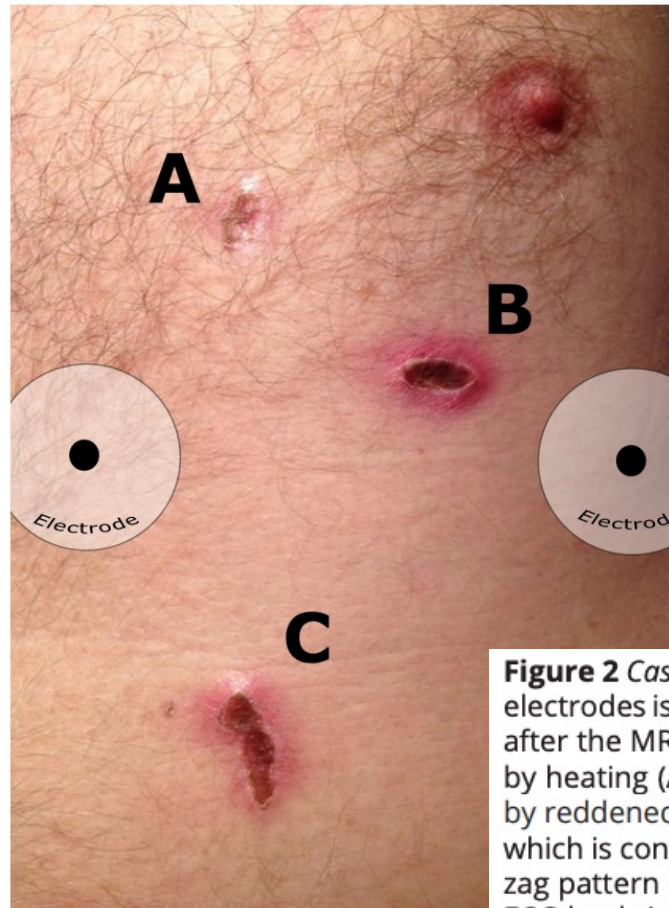 A
B
Electrode
Electrod
C
Figure 2 Cas
electrodes is
after the MR
by heating (
by reddened
which is con
zag pattern